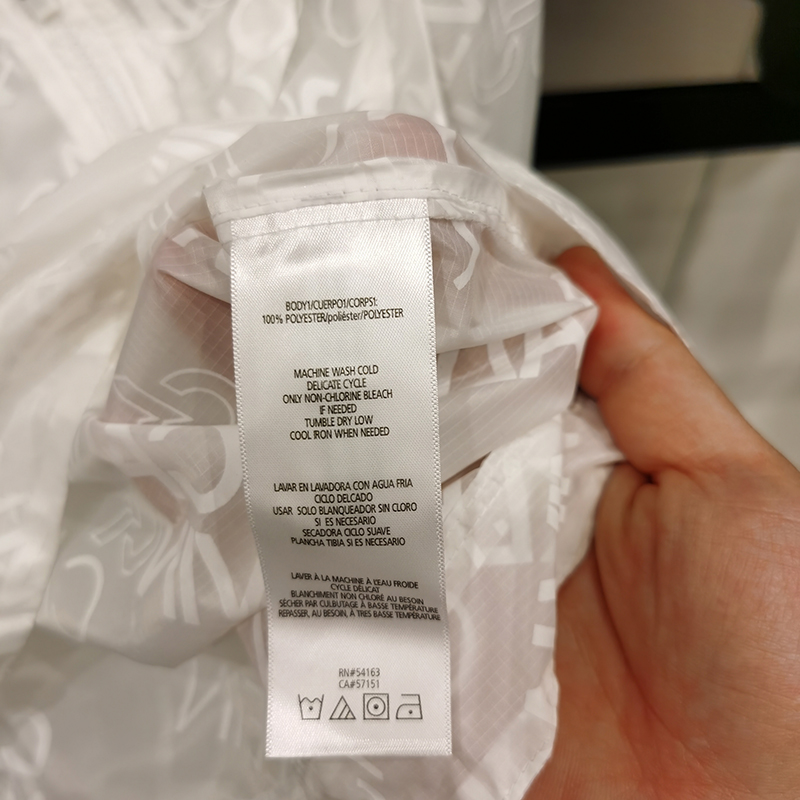 BODY1/CUERPO1/CORPS1:
100% POLYESTER/poliéster/POLYESTER
MACHINE WASH COLD
DELICATE CYCLE
ONLY NON-CHLORINE BLEACH
IF NEEDED
TUMBLE DRY LOW
COOL IRON WHEN NEEDED
LAVAR EN LAVADORA CON AGUA FRIA
CICLO DELCADO
USAR SOLO BLANQUEADOR SIN CLORO
SI ES NECESARIO
SECADORA CICLO SUAVE
PLANCHA TIBIA SI ES NECESARIO
LAVER À LA MACHINE À L'EAU FROIDE
CYCLE DÉLICAT
BLANCHIMENT NON CHLORÉ AU BESOIN
SÉCHER PAR CULBUTAGE À BASSE TEMPÉRATURE
REPASSER, AU BESOIN, À TRES BASSE TEMPÉRATURE
RN#54163
CA#57151